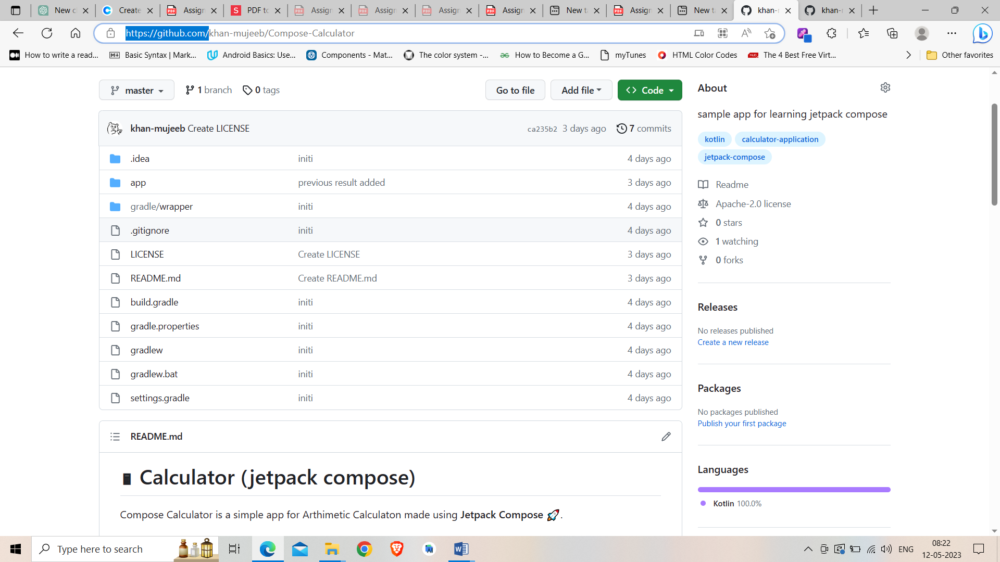 New c
Create
Assign
PDF to
Assign
Assign
Assign
Assign
New ta
Assign
New ta
khan-
khan-
https://github.com/khan-mujeeb/Compose-Calculator
How to write a read...
Basic Syntax | Mark...
Android Basics: Use...
Components - Mat...
The color system -...
How to Become a G...
myTunes
HTML Color Codes
The 4 Best Free Virt...
Other favorites
master
1 branch
0 tags
Go to file
Add file
<> Code
khan-mujeeb Create LICENSE
ca235b2 3 days ago
7 commits
.idea initi 4 days ago
app previous result added 3 days ago
gradle/wrapper initi 4 days ago
.gitignore initi 4 days ago
LICENSE Create LICENSE 3 days ago
README.md Create README.md 3 days ago
build.gradle initi 4 days ago
gradle.properties initi 4 days ago
gradlew initi 4 days ago
gradlew.bat initi 4 days ago
settings.gradle initi 4 days ago
README.md
Calculator (jetpack compose)
Compose Calculator is a simple app for Arthimetic Calculaton made using Jetpack Compose 🚀.
About
sample app for learning jetpack compose
kotlin calculator-application
jetpack-compose
Readme
Apache-2.0 license
0 stars
1 watching
0 forks
Releases
No releases published
Create a new release
Packages
No packages published
Publish your first package
Languages
Kotlin 100.0%
Type here to search
ENG
08:22
12-05-2023